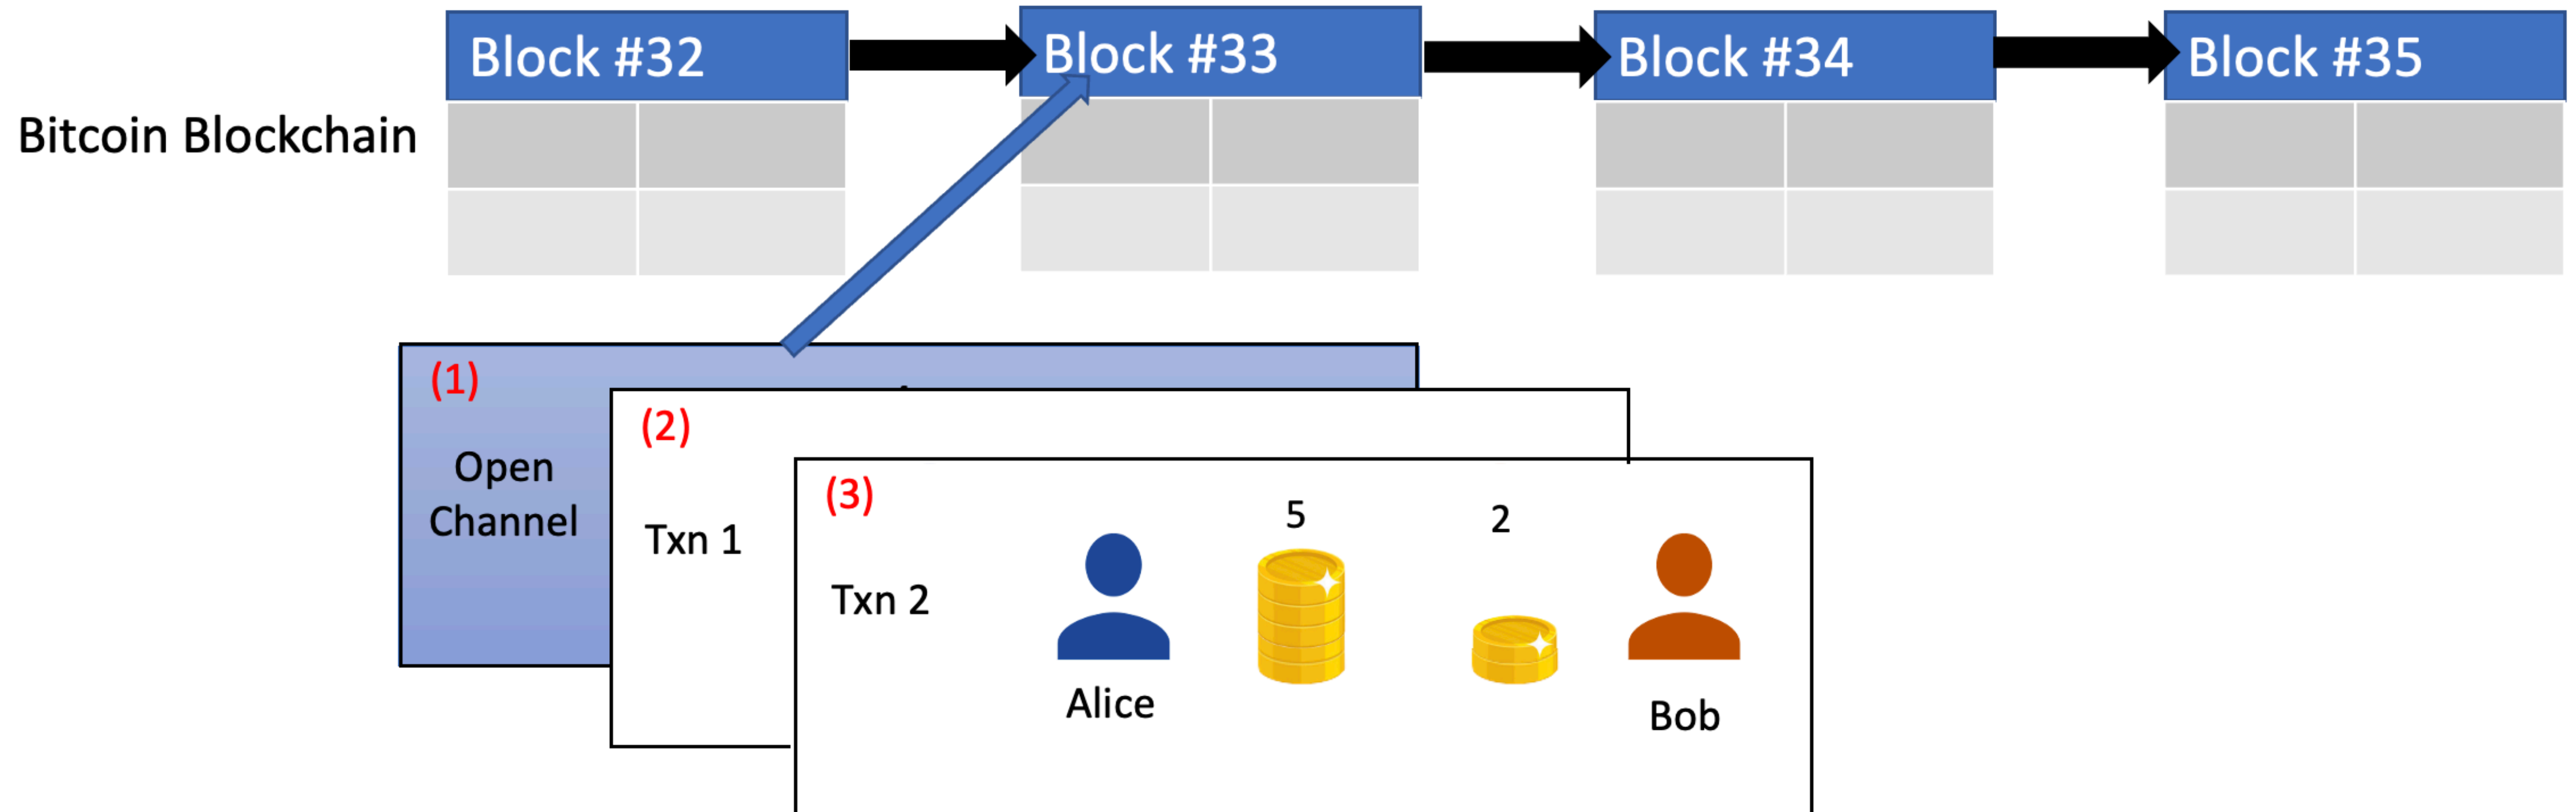 Block #32
Block #33
Block #34
Block #35
Bitcoin Blockchain
(1)
Open
Channel
(2)
Txn 1
(3)
Txn 2
5
2
Alice
Bob